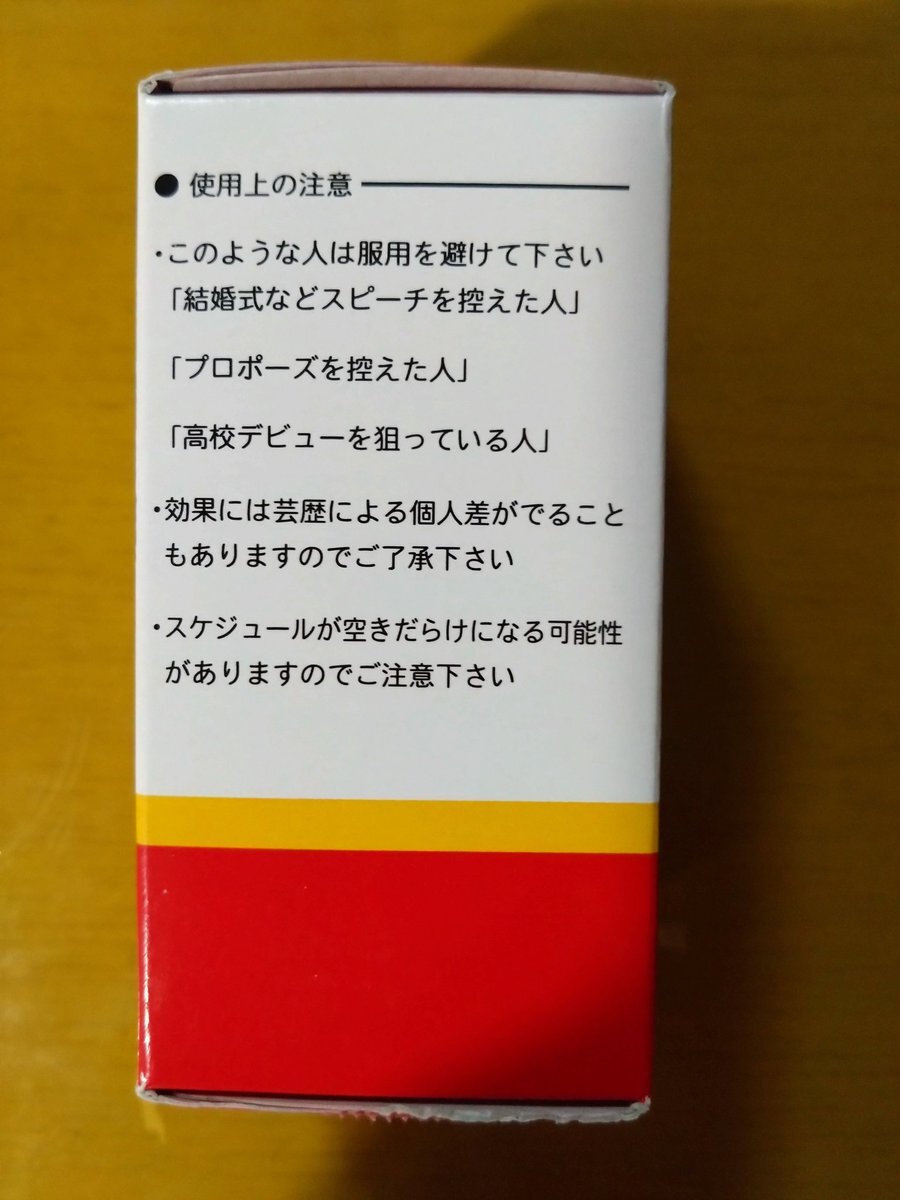 ● 使用上の注意
・このような人は服用を避けて下さい
「結婚式などスピーチを控えた人」
「プロポーズを控えた人」
「高校デビューを狙っている人」
・効果には芸歴による個人差がでること
もありますのでご了承下さい
・スケジュールが空きだらけになる可能性
がありますのでご注意下さい